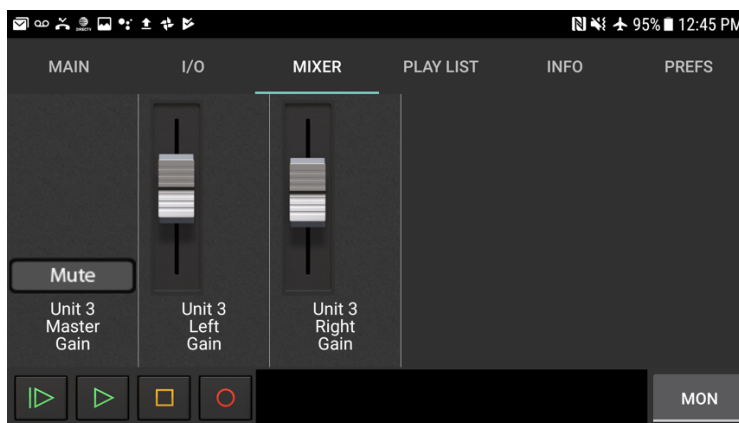 DIRECTV
95% 12:45 PM
MAIN I/O MIXER PLAY LIST INFO PREFS
Mute
Unit 3
Master
Gain
Unit 3
Left
Gain
Unit 3
Right
Gain
MON